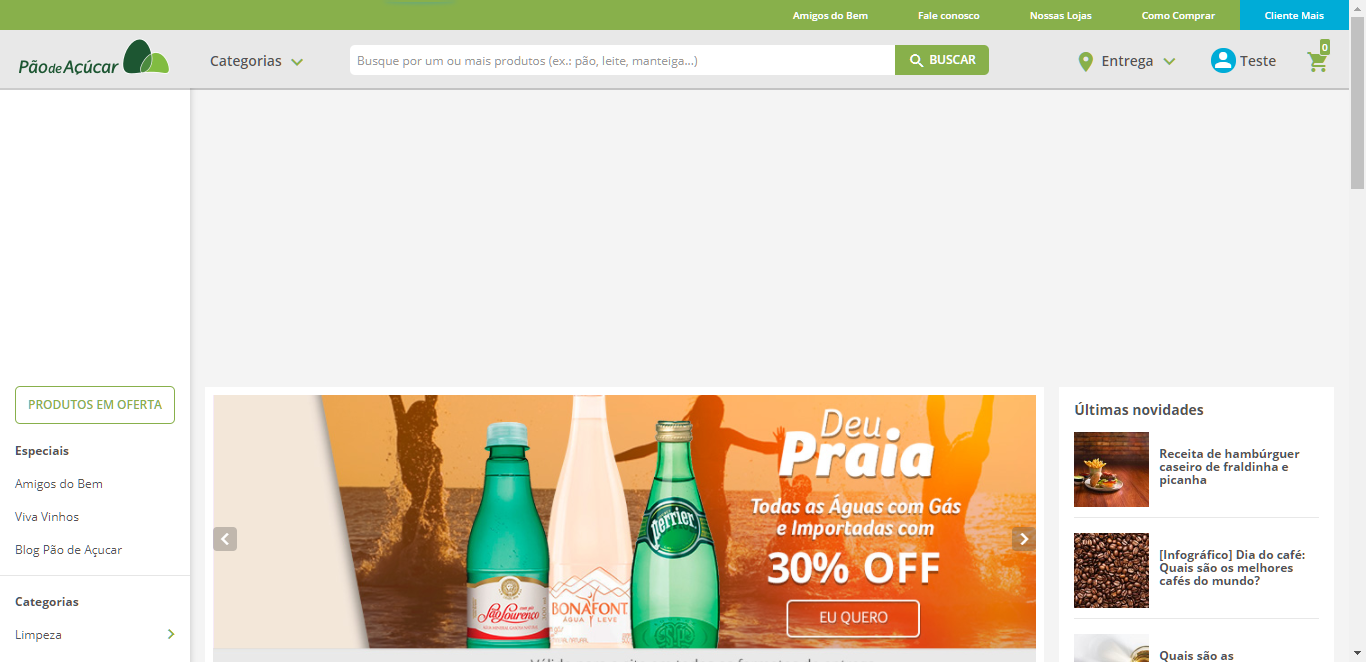 Amigos do Bem
Fale conosco
Nossas Lojas
Como Comprar
Cliente Mais
PãodeAçúcar
Categorias
Busque por um ou mais produtos (ex.: pão, leite, manteiga...)
BUSCAR
Entrega
Teste
0
PRODUTOS EM OFERTA
Especiais
Amigos do Bem
Viva Vinhos
Blog Pão de Açucar
Categorias
Limpeza
Deu
Praia
Todas as Águas com Gás
e Importadas com
30% OFF
EU QUERO
São Lourenço
BONAFONT
ÁGUA LEVE
perrier
Últimas novidades
Receita de hambúrguer
caseiro de fraldinha e
picanha
[Infográfico] Dia do café:
Quais são os melhores
cafés do mundo?
Quais são as